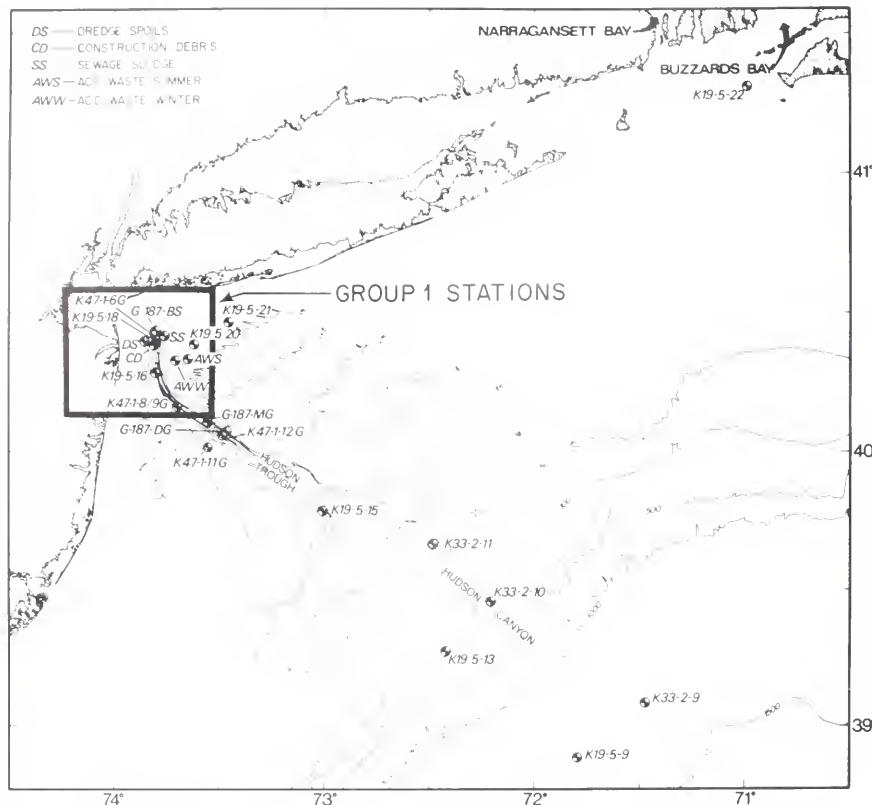 DS — DREDGE SPOILS
CD — CONSTRUCTION DEBRIS
SS SEWAGE SLUDGE
AWS — ACID WASTE SUMMER
AWW — ACID WASTE WINTER
NARRAGANSETT BAY
BUZZARDS BAY
K19-5-22
41°
GROUP 1 STATIONS
K47-1-6G
G 187-BS
K19-5-21
K19-5-18
SS
K19 5 20
DS
CD
AWS
K19-5-16
AWW
K47-1-8/9G
G-187-MG
G-187-DG
K47-1-12G
K47-1-11G
40
HUDSON
TROUGH
K19-5-15
100
500
K33-2-11
HUDSON
CANYON
K33-2-10
1000
K19 5-13
K33-2-9
1500
39
K19-5-9
74°
73°
72°
71°